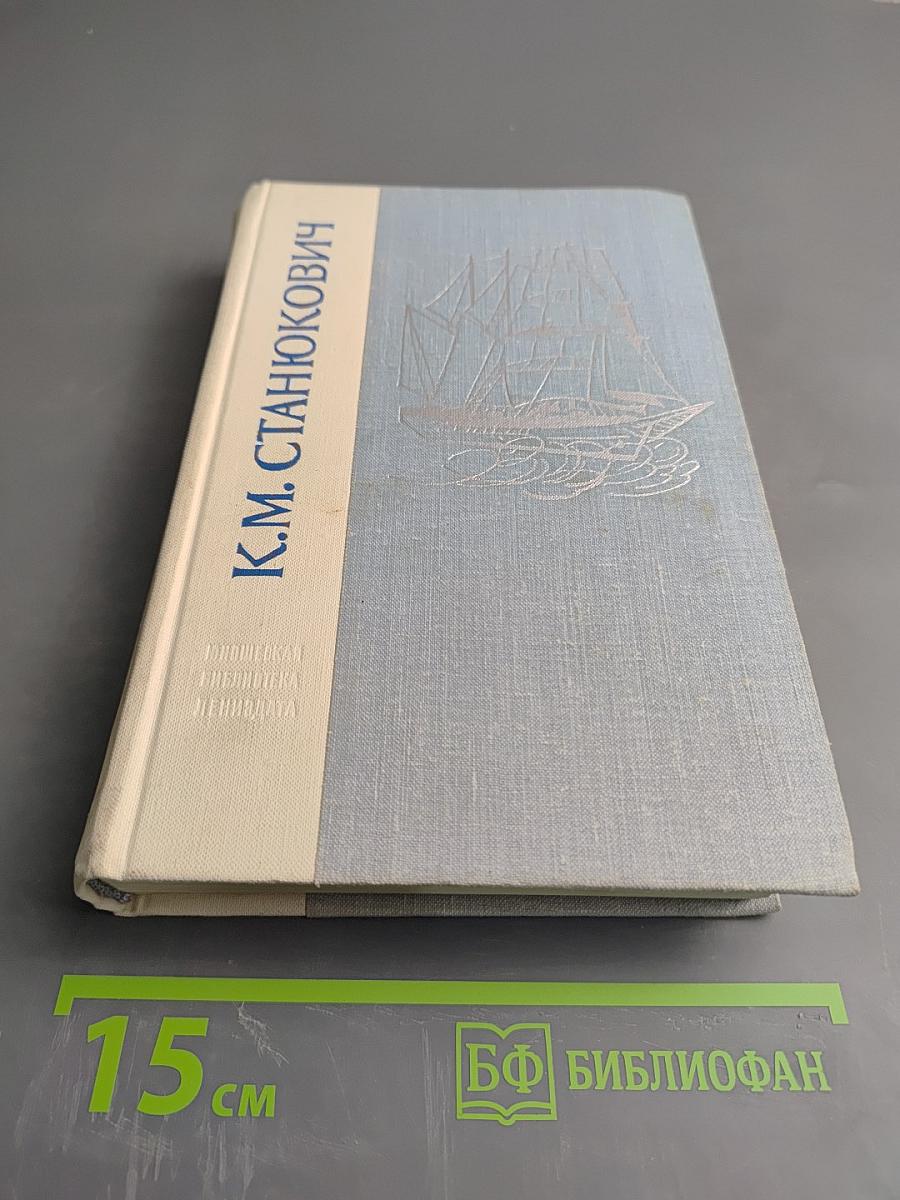 К.М. СТАНЮКОВИЧ
ЮНОШЕСКАЯ
БИБЛИОТЕКА
ЛЕНИЗДАТА
15 см
БФ БИБЛИОФАН